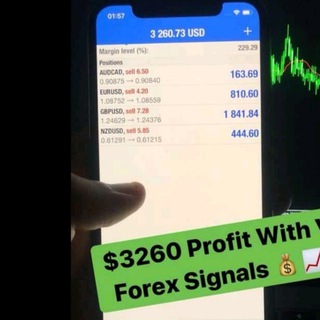 01:57
3 260.73 USD
Margin level (%): 229.29
Positions
AUDCAD, sell 6.50 163.69
0.90875 → 0.90840
EURUSD, sell 4.20 810.60
1.08752 → 1.08559
GBPUSD, sell 7.28 1 841.84
1.24629 → 1.24376
NZDUSD, sell 5.85 444.60
0.61291 → 0.61215
$3260 Profit With
Forex Signals 💰 📈